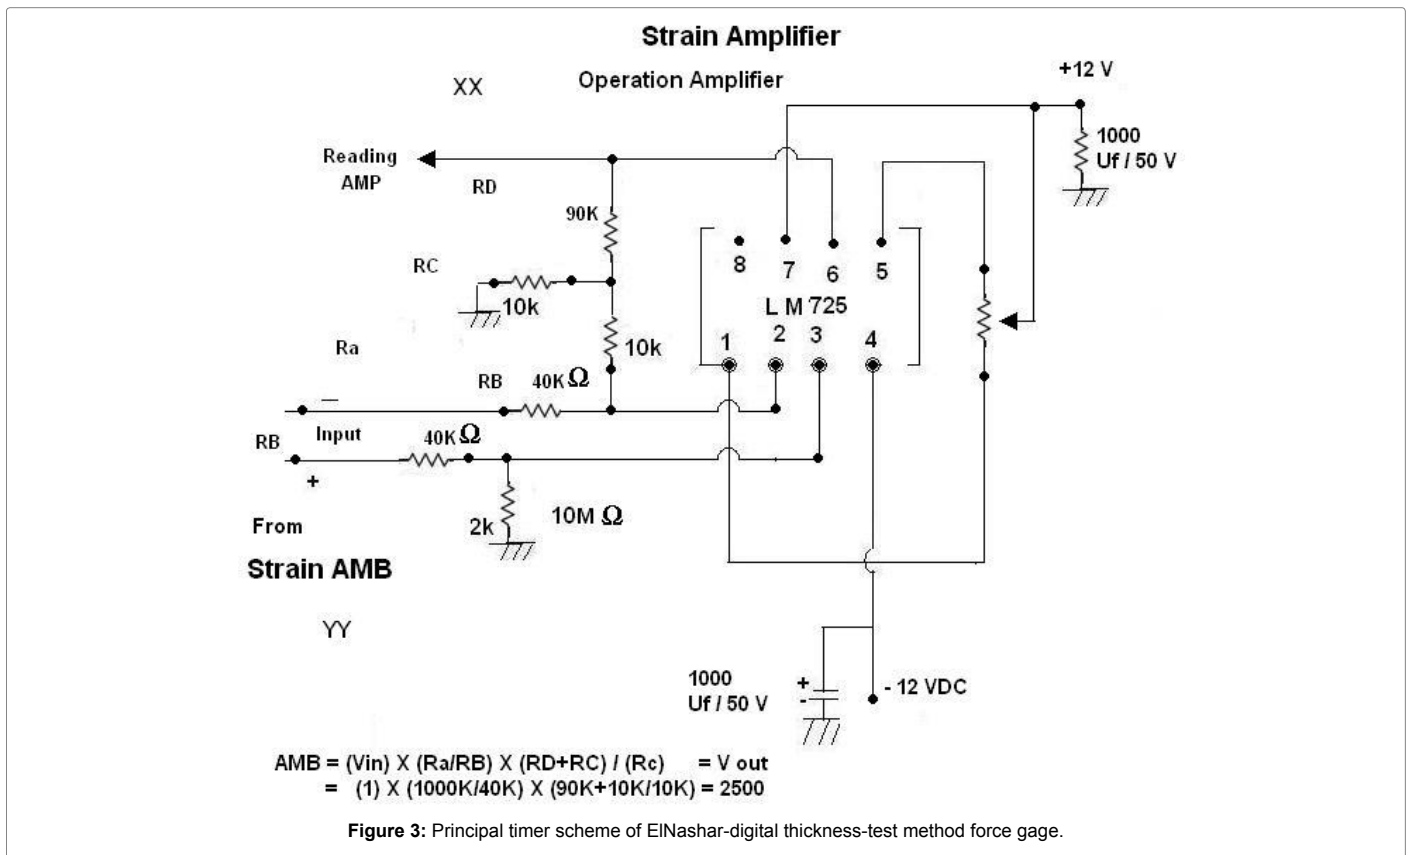 Strain Amplifier
+12 V
XX
Operation Amplifier
1000
Uf / 50 V
Reading
AMP
RD
90K
8
7
6
5
RC
10k
L M 725
1
2
3
4
Ra
10k
RB
40K Ω
RB
Input
40K Ω
+
2k
10M Ω
From
Strain AMB
YY
1000
Uf / 50 V
+
-
- 12 VDC
AMB = (Vin) X (Ra/RB) X (RD+RC) / (Rc) = V out
= (1) X (1000K/40K) X (90K+10K/10K) = 2500
Figure 3: Principal timer scheme of ElNashar-digital thickness-test method force gage.